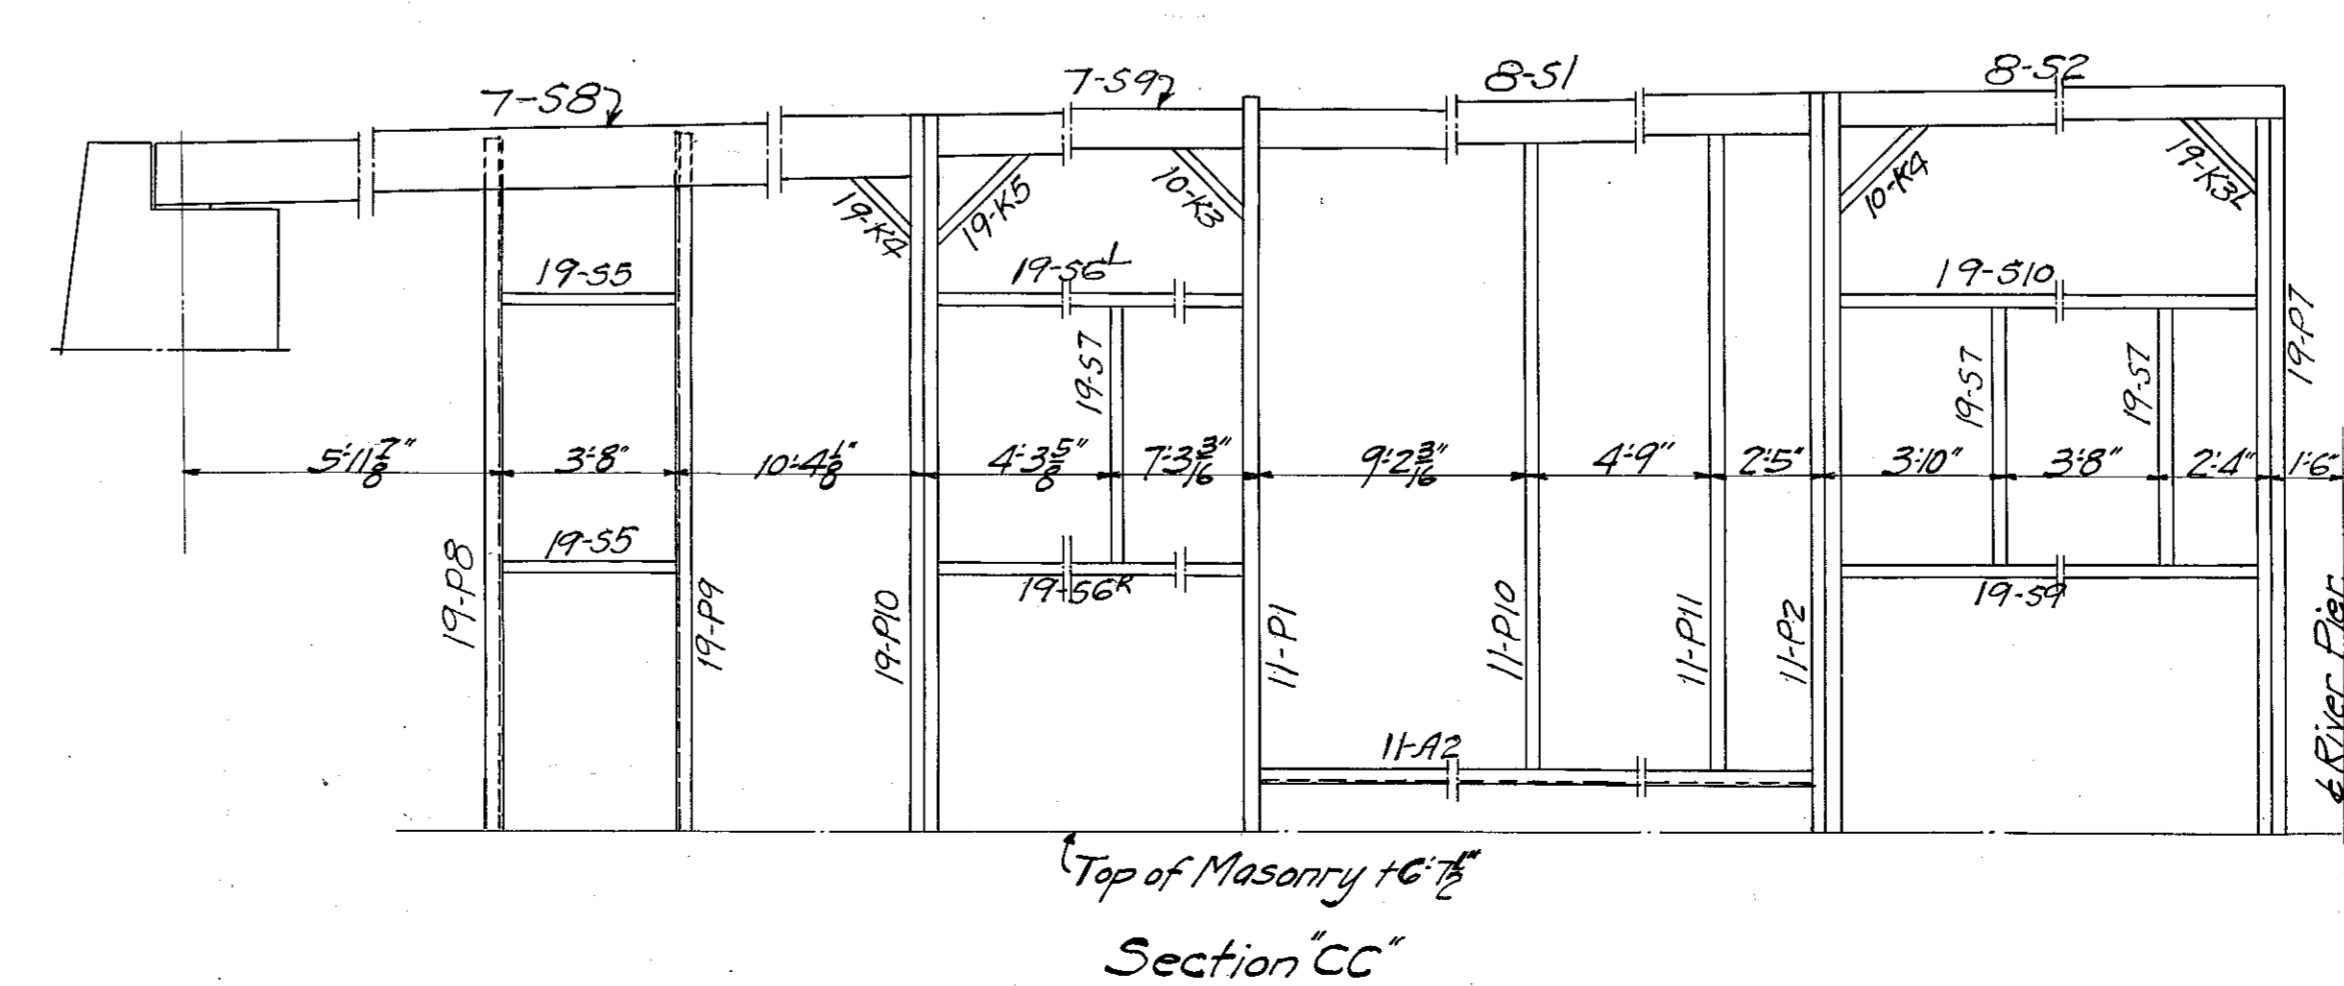 7-S8
7-S9
8-S1
8-S2
19-K4
19-K5
10-K3
10-K4
19-K3L
19-S5
19-S6L
19-S10
19-P7
19-S7
19-S7
19-S7
5'-11 7/8"
3'-8"
10'-4 1/8"
4'-3 5/8"
7'-3 3/16"
9'-2 3/16"
4'-9"
2'-5"
3'-10"
3'-8"
2'-4"
1'-6"
19-S5
19-S6R
19-S9
19-P8
19-P9
19-P10
11-P1
11-P10
11-P11
11-P2
℄ River Pier
11-A2
Top of Masonry +6'-7 1/2"
Section "CC"